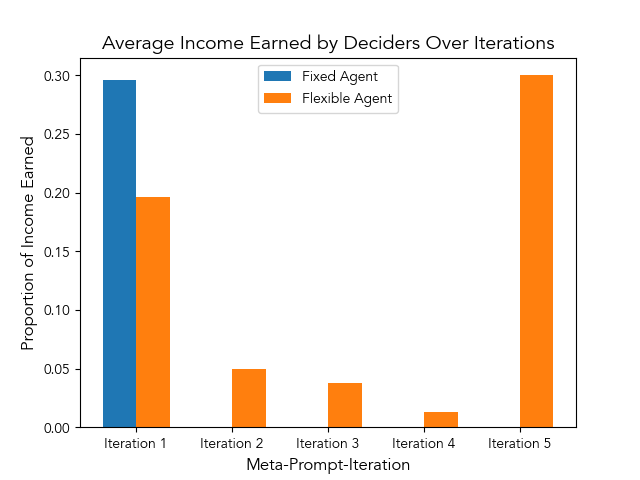 Average Income Earned by Deciders Over Iterations
Fixed Agent
Flexible Agent
Proportion of Income Earned
0.30
0.25
0.20
0.15
0.10
0.05
0.00
Iteration 1 Iteration 2 Iteration 3 Iteration 4 Iteration 5
Meta-Prompt-Iteration